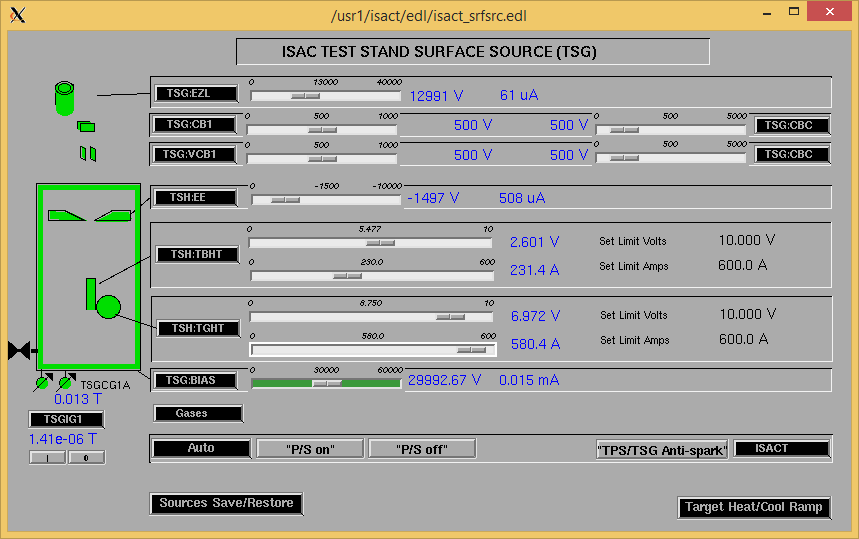 /usr1/isact/edl/isact_srfsrc.edl
ISAC TEST STAND SURFACE SOURCE (TSG)
TSG:EZL 0 13000 40000 12991 V 61 uA
TSG:CB1 0 500 1000 500 V 500 V 0 500 5000 TSG:CBC
TSG:VCB1 0 500 1000 500 V 500 V 0 500 5000 TSG:CBC
TSH:EE 0 -1500 -10000 -1497 V 508 uA
TSH:TBHT
0 5.477 10 2.601 V Set Limit Volts 10.000 V
0 230.0 600 231.4 A Set Limit Amps 600.0 A
TSH:TGHT
0 8.750 10 6.972 V Set Limit Volts 10.000 V
0 580.0 600 580.4 A Set Limit Amps 600.0 A
TSG:BIAS 0 30000 60000 29992.67 V 0.015 mA
TSGCG1A
0.013 T
TSGIG1
1.41e-06 T
I 0
Gases
Auto "P/S on" "P/S off" "TPS/TSG Anti-spark" ISACT
Sources Save/Restore
Target Heat/Cool Ramp